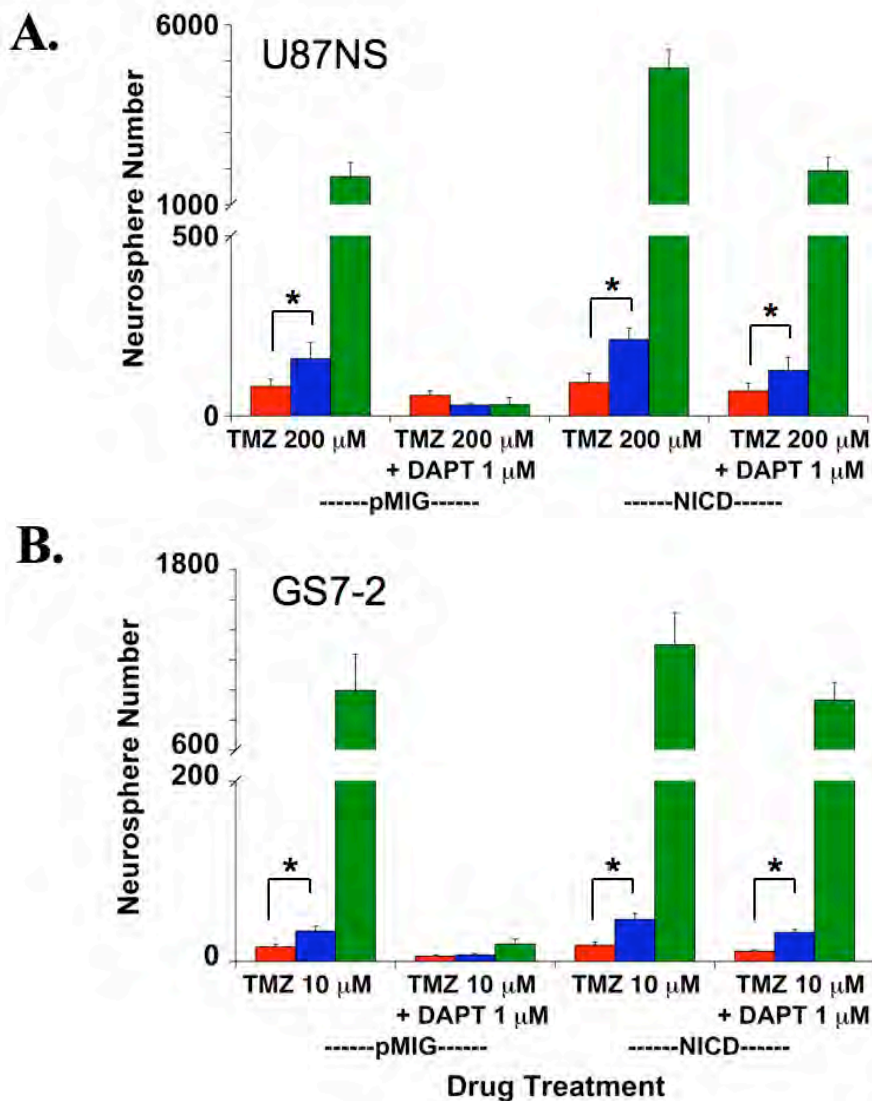 A.
U87NS
Neurosphere Number
6000
1000
500
0
*
*
*
TMZ 200 μM
TMZ 200 μM
+ DAPT 1 μM
TMZ 200 μM
TMZ 200 μM
+ DAPT 1 μM
------pMIG------
------NICD------
B.
GS7-2
Neurosphere Number
1800
600
200
0
*
*
*
TMZ 10 μM
TMZ 10 μM
+ DAPT 1 μM
TMZ 10 μM
TMZ 10 μM
+ DAPT 1 μM
------pMIG------
------NICD------
Drug Treatment